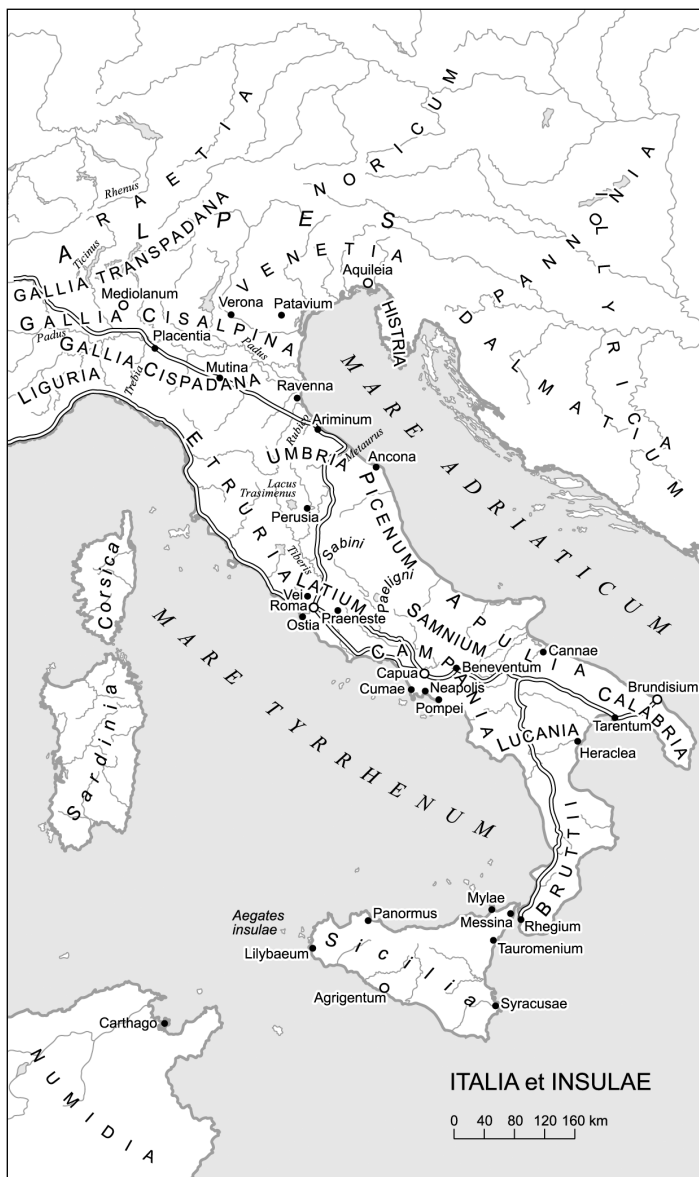 RAETIA
NORICUM
Rhenus
ALPES
Ticinus
GALLIA TRANSPADANA
VENETIA
PANNONIA
ILLYRICA
Aquileia
Mediolanum
Verona
Patavium
HISTRIA
GALLIA CISALPINA
DALMATIUM
Padus
Padus
Placentia
GALLIA CISPADANA
Mutina
LIGURIA
Trebia
Ravenna
MARE ADRIATICUM
Rubico
Ariminum
ETRURIA
UMBRIA
Metaurus
Ancona
Lacus
Trasimenus
PICENUM
Perusia
Corsica
Sabini
Tiberis
Paeligni
LATIUM
Vei
Roma
Praeneste
Ostia
MARE TYRRHENUM
SAMNIUM
APULIA
CAMPANIA
Cannae
Capua
Beneventum
Cumae
Neapolis
Pompei
Brundisium
CALABRIA
Tarentum
LUCANIA
Heraclea
Sardinia
BRUTTII
Mylae
Messina
Rhegium
Panormus
Aegates
insulae
Lilybaeum
Sicilia
Tauromenium
Agrigentum
Syracusae
Carthago
NUMIDIA
ITALIA et INSULAE
0 40 80 120 160 km